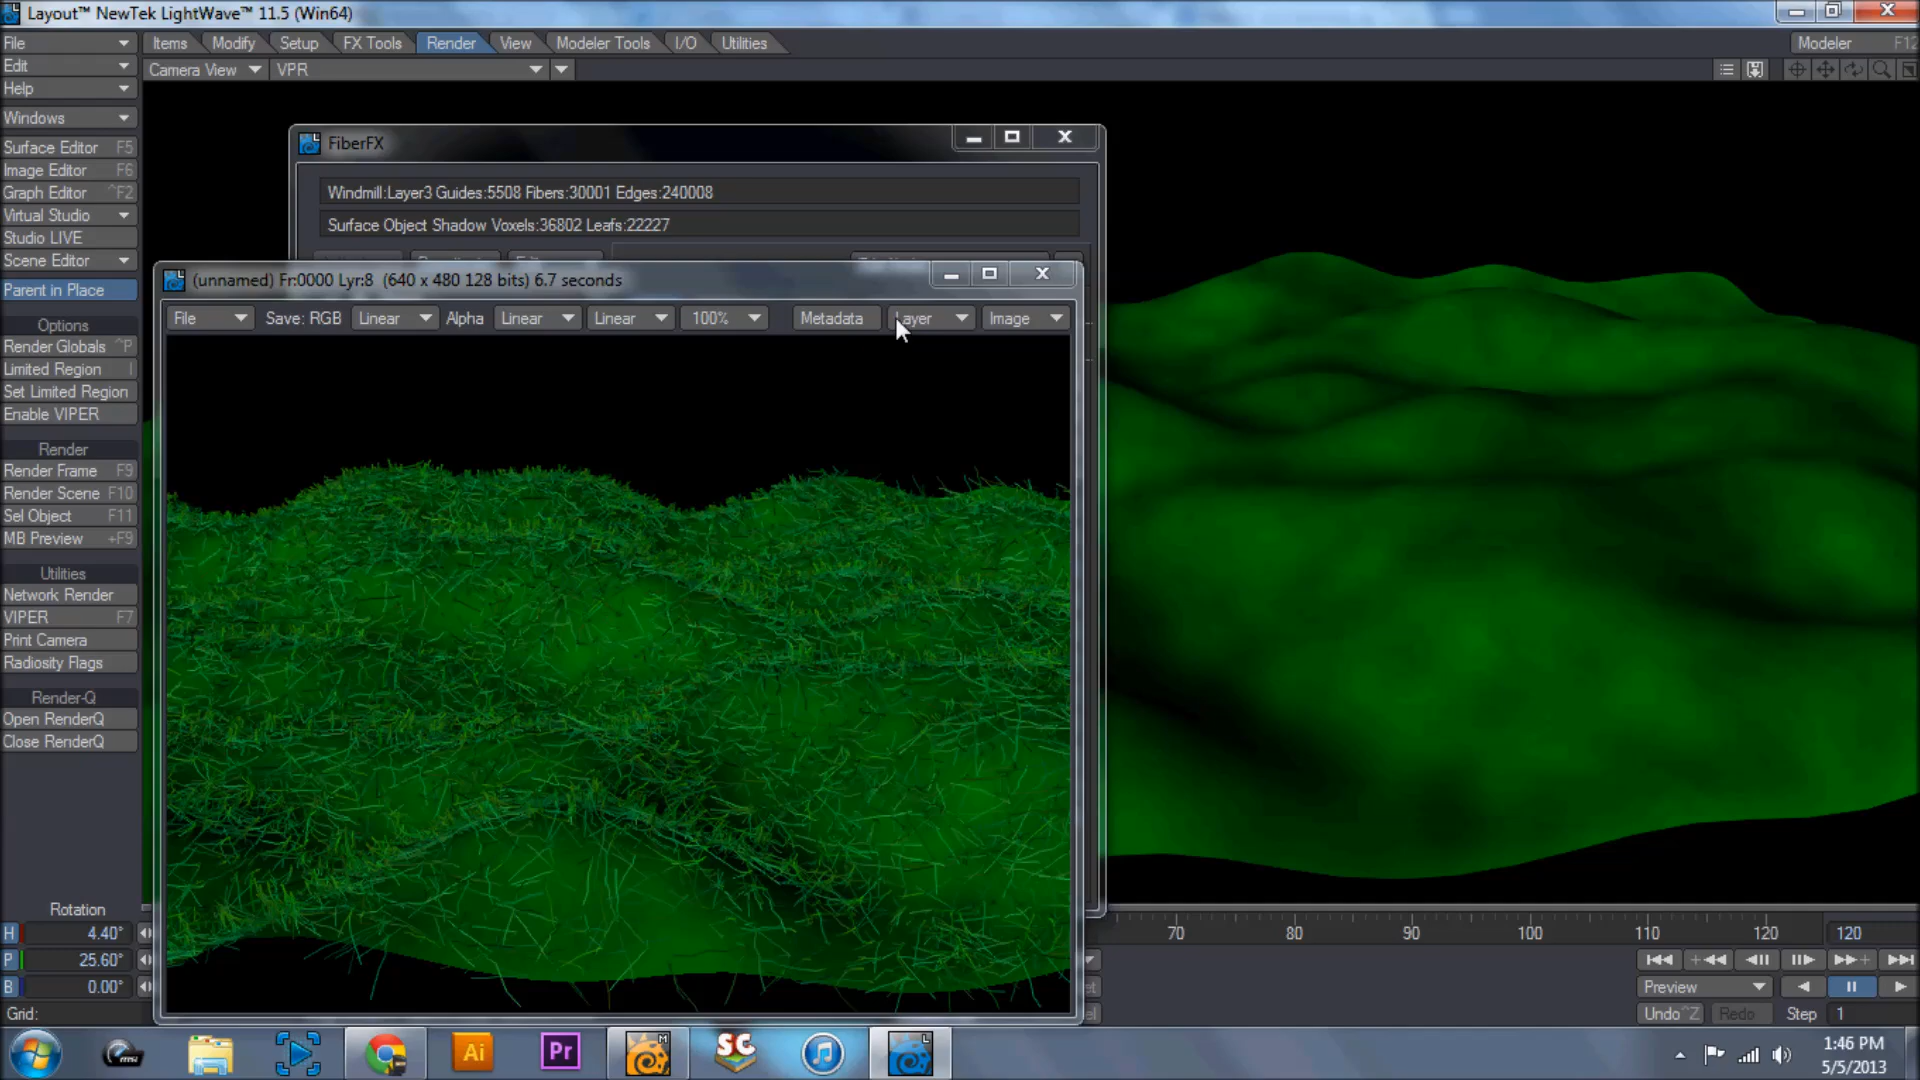 Layout™ NewTek LightWave™ 11.5 (Win64)
File Items Modify Setup FX Tools Render View Modeler Tools I/O Utilities Modeler F12
Edit Camera View VPR
Help
Windows
Surface Editor F5
Image Editor F6
Graph Editor ^F2
Virtual Studio
Studio LIVE
Scene Editor
Parent in Place
Options
Render Globals ^P
Limited Region l
Set Limited Region
Enable VIPER
Render
Render Frame F9
Render Scene F10
Sel Object F11
MB Preview +F9
Utilities
Network Render
VIPER F7
Print Camera
Radiosity Flags
Render-Q
Open RenderQ
Close RenderQ
FiberFX
Windmill:Layer3 Guides:5508 Fibers:30001 Edges:240008
Surface Object Shadow Voxels:36802 Leafs:22227
(unnamed) Fr:0000 Lyr:8 (640 x 480 128 bits) 6.7 seconds
File Save: RGB Linear Alpha Linear Linear 100% Metadata Layer Image
Rotation
H 4.40°
P 25.60°
B 0.00°
Grid:
70 80 90 100 110 120 120
Preview
Undo ^Z Redo Step 1
Ai Pr M SC L
1:46 PM
5/5/2013